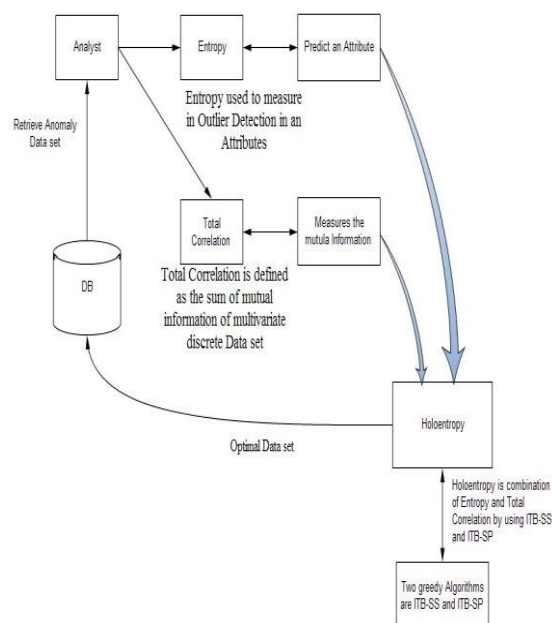 Analyst
Entropy
Predict an Attribute
Entropy used to measure
in Outlier Detection in an
Attributes
Retrieve Anomaly
Data set
Total
Correlation
Measures the
mutula Information
Total Correlation is defined
as the sum of mutual
information of multivariate
discrete Data set
DB
Holoentropy
Optimal Data set
Holoentropy is combination
of Entropy and Total
Correlation by using ITB-SS
and ITB-SP
Two greedy Algorithms
are ITB-SS and ITB-SP